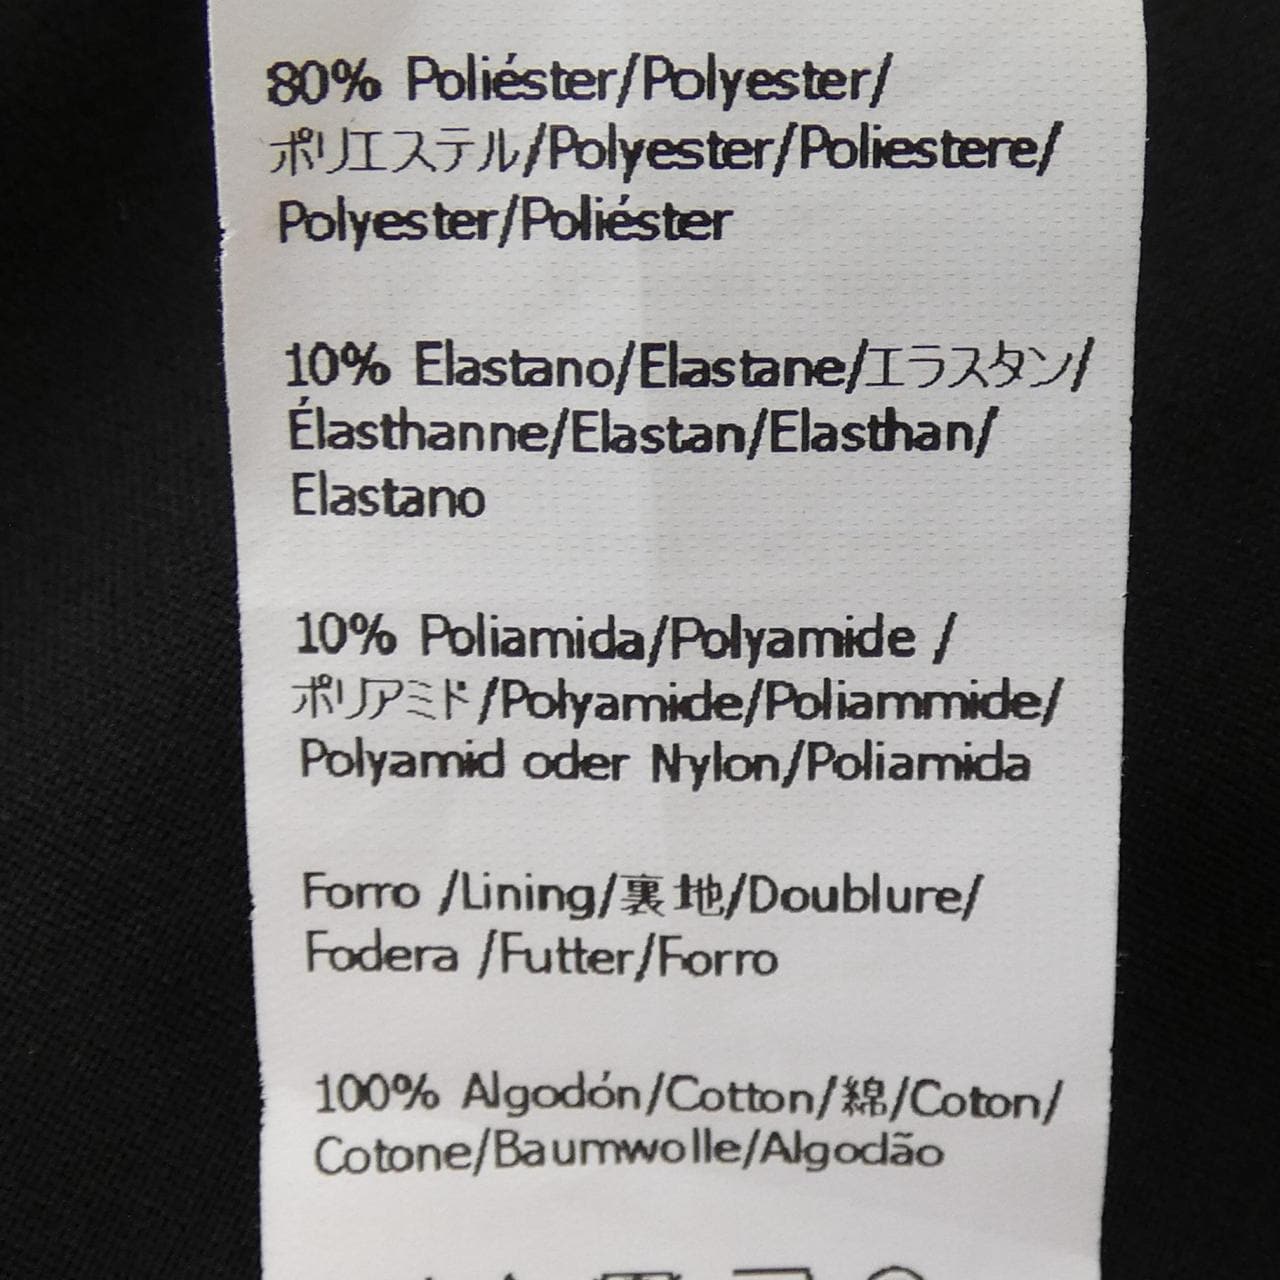 80% Poliéster/Polyester/
ポリエステル/Polyester/Poliestere/
Polyester/Poliéster
10% Elastano/Elastane/エラスタン/
Élasthanne/Elastan/Elasthan/
Elastano
10% Poliamida/Polyamide /
ポリアミド/Polyamide/Poliammide/
Polyamid oder Nylon/Poliamida
Forro /Lining/裏地/Doublure/
Fodera /Futter/Forro
100% Algodón/Cotton/綿/Coton/
Cotone/Baumwolle/Algodão